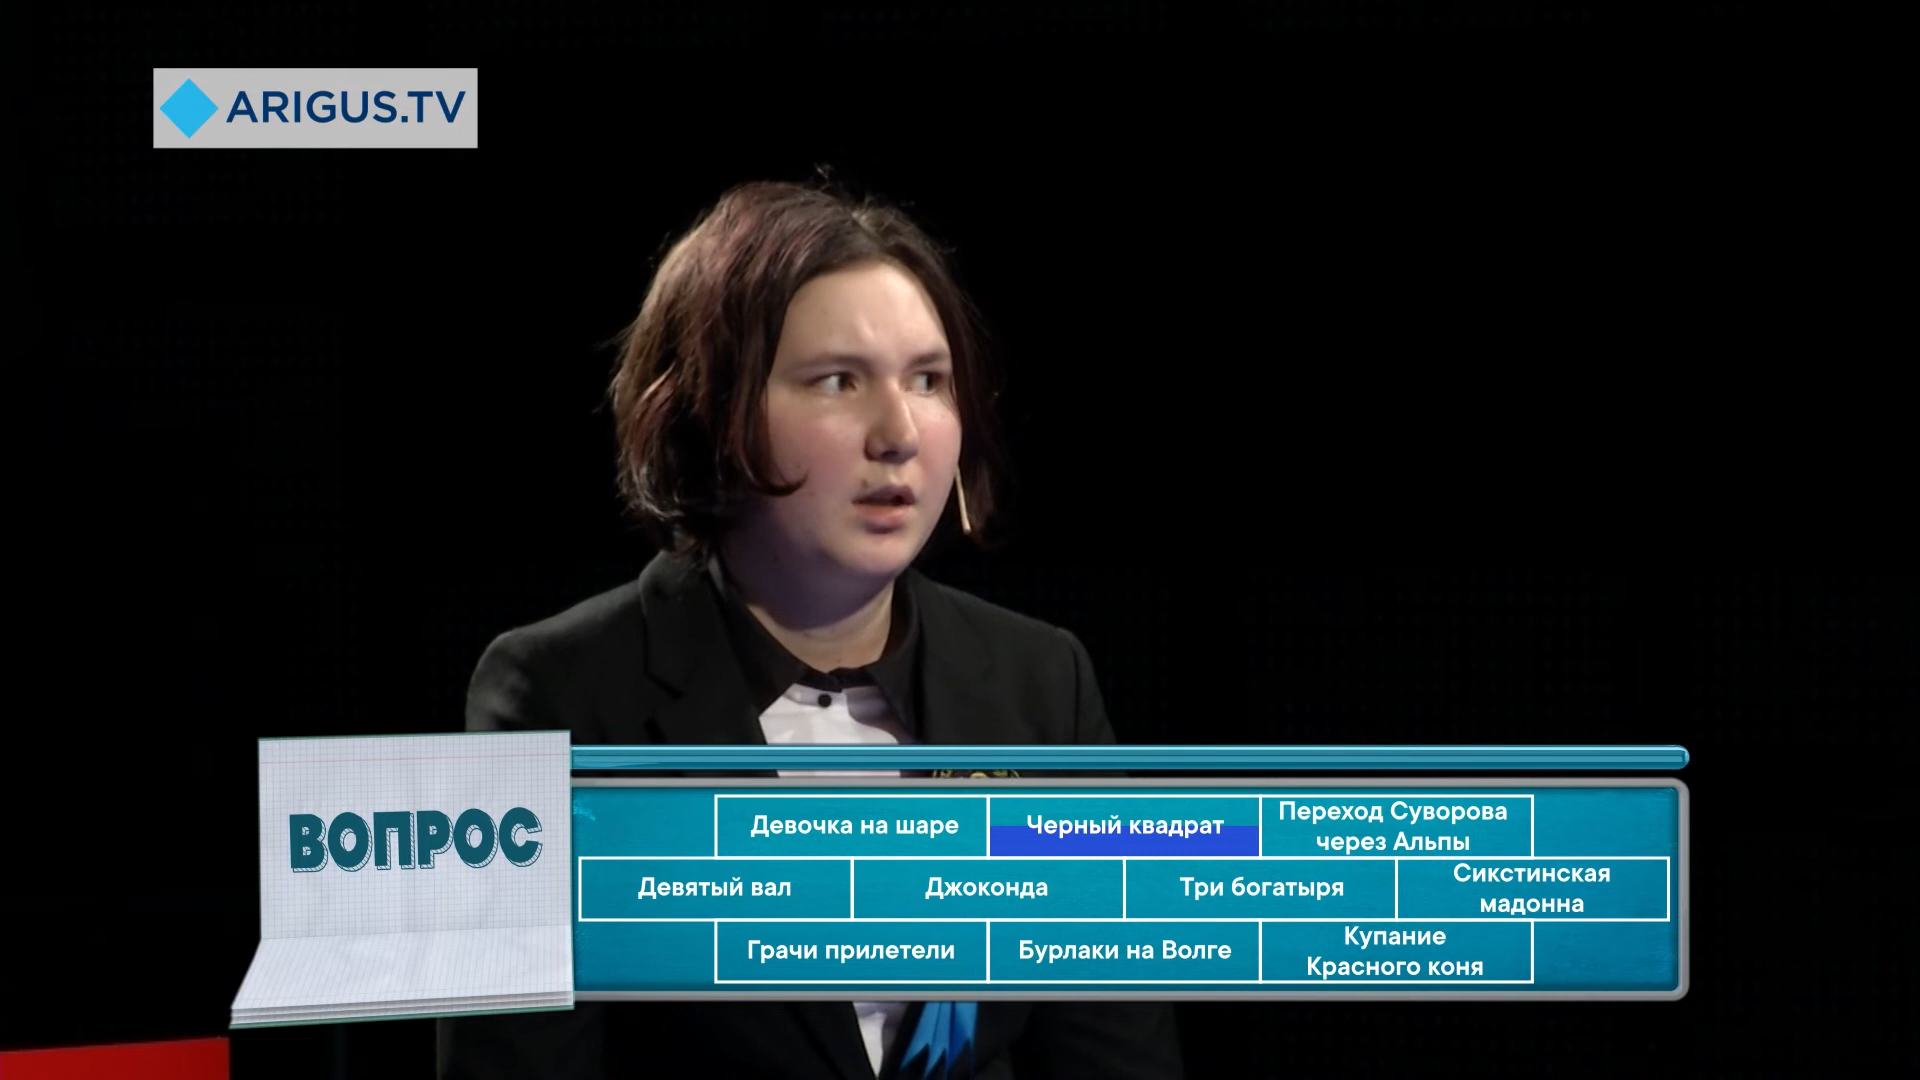 ARIGUS.TV
ВОПРОС
Девочка на шаре
Черный квадрат
Переход Суворова
через Альпы
Девятый вал
Джоконда
Три богатыря
Сикстинская
мадонна
Грачи прилетели
Бурлаки на Волге
Купание
Красного коня